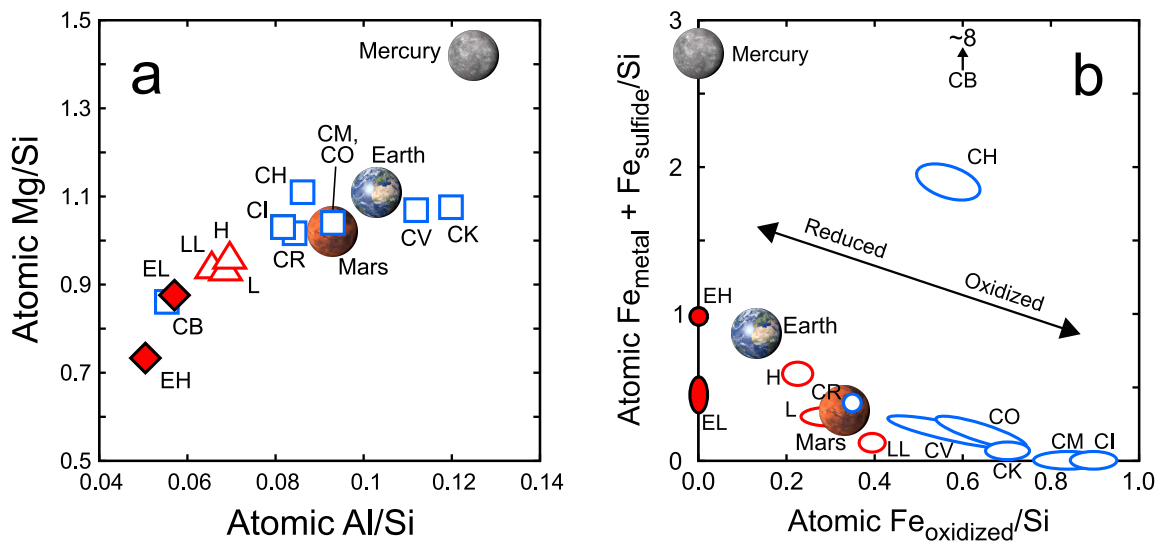 a
Mercury
CM,
CO
Earth
CH
CI
CR
Mars
CV
CK
H
LL
L
EL
CB
EH
1.5
1.3
1.1
0.9
0.7
0.5
0.04
0.06
0.08
0.1
0.12
0.14
Atomic Mg/Si
Atomic Al/Si
b
Mercury
~8
CB
CH
Reduced
Oxidized
EH
Earth
H
CR
L
EL
Mars
LL
CO
CV
CK
CM
CI
3
2
1
0
0
0.2
0.4
0.6
0.8
1.0
Atomic Femetal + Fesulfide/Si
Atomic Feoxidized/Si